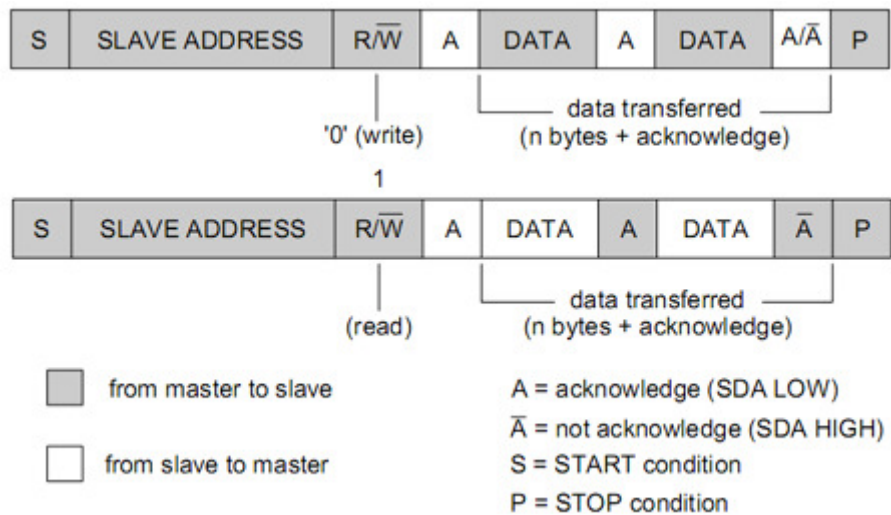 S SLAVE ADDRESS R/W̅ A DATA A DATA A/A̅ P
data transferred
'0' (write) (n bytes + acknowledge)
1
S SLAVE ADDRESS R/W̅ A DATA A DATA A̅ P
data transferred
(read) (n bytes + acknowledge)
from master to slave
from slave to master
A = acknowledge (SDA LOW)
A̅ = not acknowledge (SDA HIGH)
S = START condition
P = STOP condition